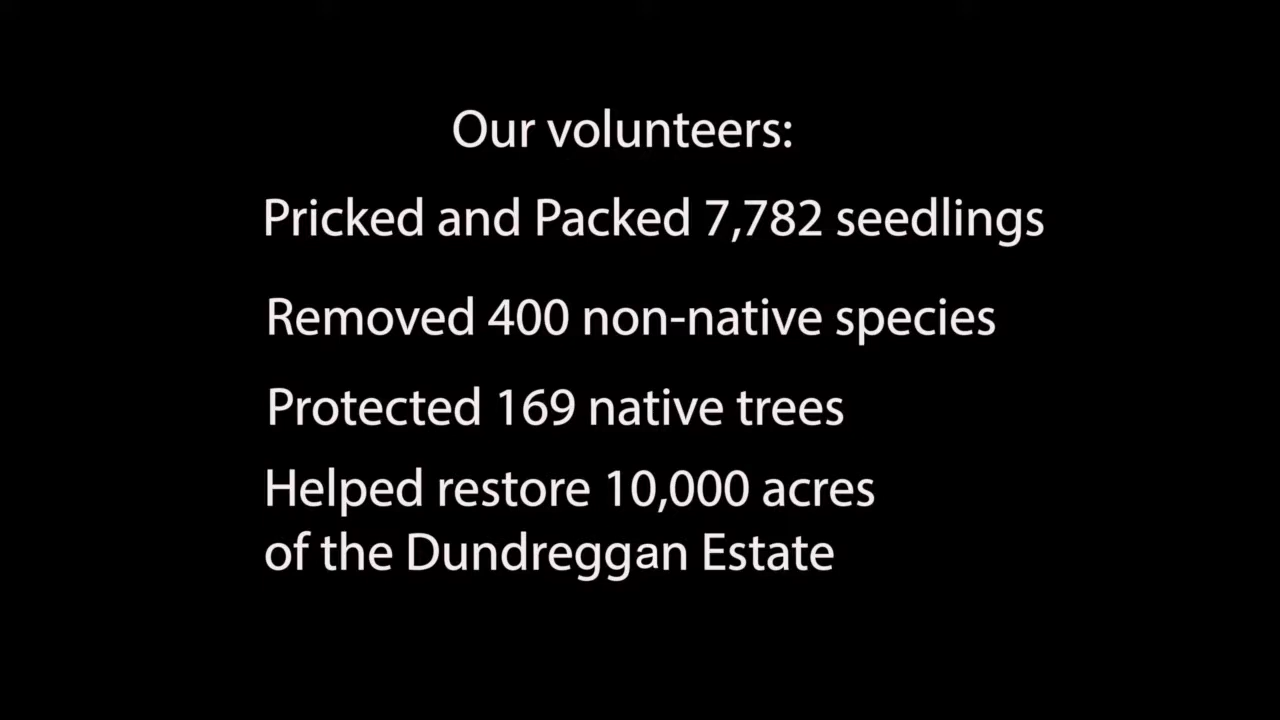 Our volunteers:
Pricked and Packed 7,782 seedlings
Removed 400 non-native species
Protected 169 native trees
Helped restore 10,000 acres
of the Dundreggan Estate